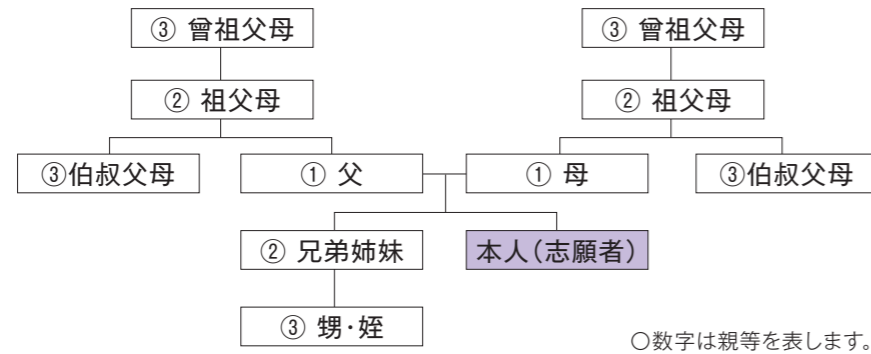 ③ 曾祖父母
③ 曾祖父母
② 祖父母
② 祖父母
③伯叔父母
① 父
① 母
③伯叔父母
② 兄弟姉妹
本人（志願者）
③ 甥・姪
○数字は親等を表します。